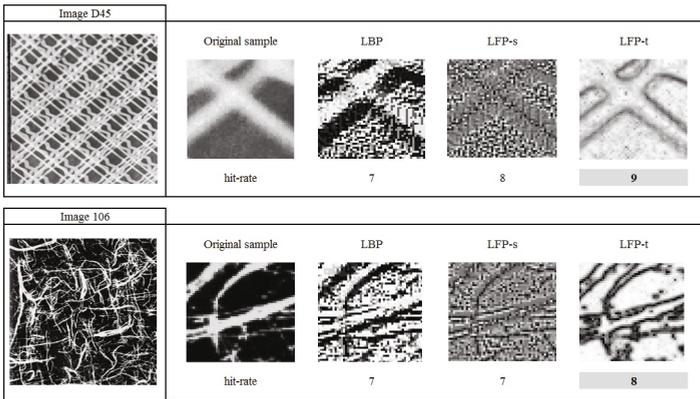 Image D45
Original sample LBP LFP-s LFP-t
hit-rate 7 8 9
Image 106
Original sample LBP LFP-s LFP-t
hit-rate 7 7 8